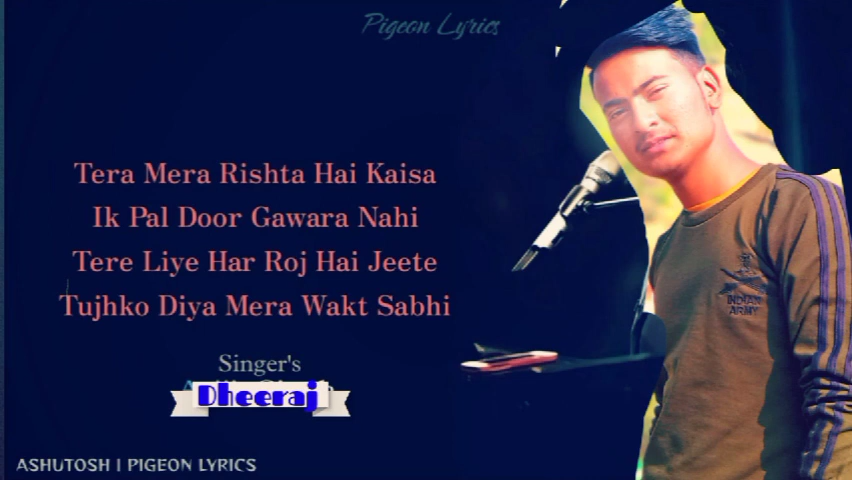 Pigeon Lyrics
Tera Mera Rishta Hai Kaisa
Ik Pal Door Gawara Nahi
Tere Liye Har Roj Hai Jeete
Tujhko Diya Mera Wakt Sabhi
Singer's
Dheeraj
INDIAN
ARMY
ASHUTOSH | PIGEON LYRICS